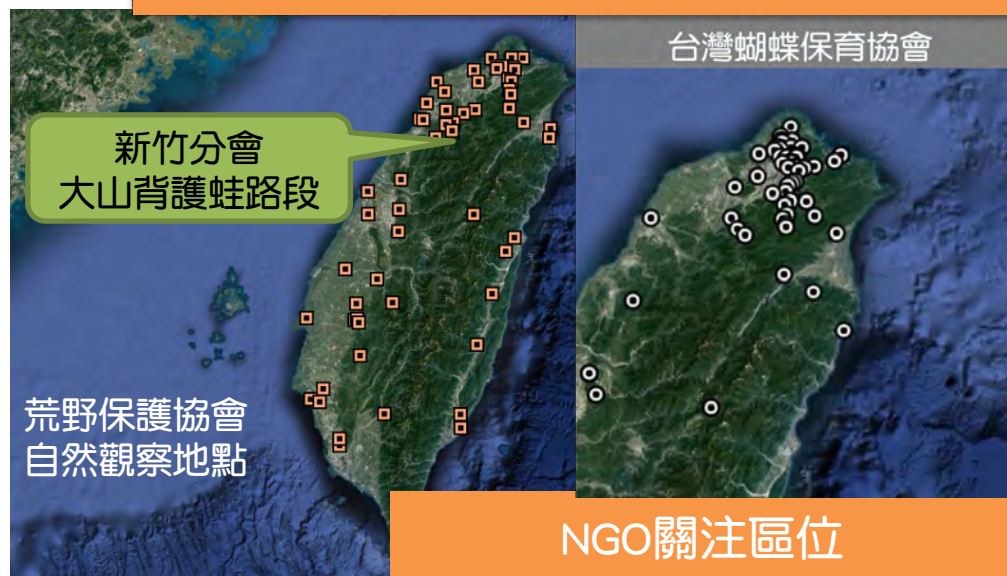 台灣蝴蝶保育協會
新竹分會
大山背護蛙路段
荒野保護協會
自然觀察地點
NGO關注區位